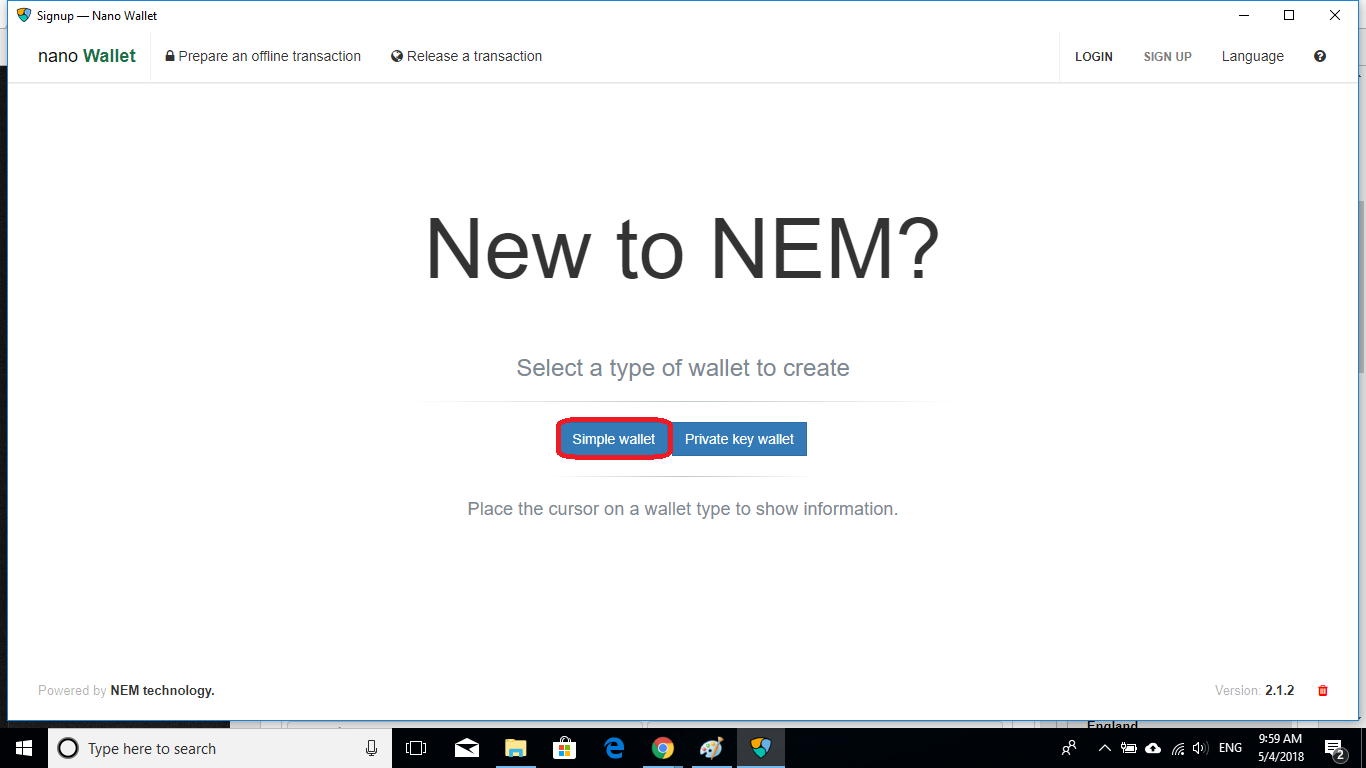 Signup — Nano Wallet
nano Wallet Prepare an offline transaction Release a transaction LOGIN SIGN UP Language
New to NEM?
Select a type of wallet to create
Simple wallet Private key wallet
Place the cursor on a wallet type to show information.
Powered by NEM technology. Version: 2.1.2
England
Type here to search ENG 9:59 AM
5/4/2018 2